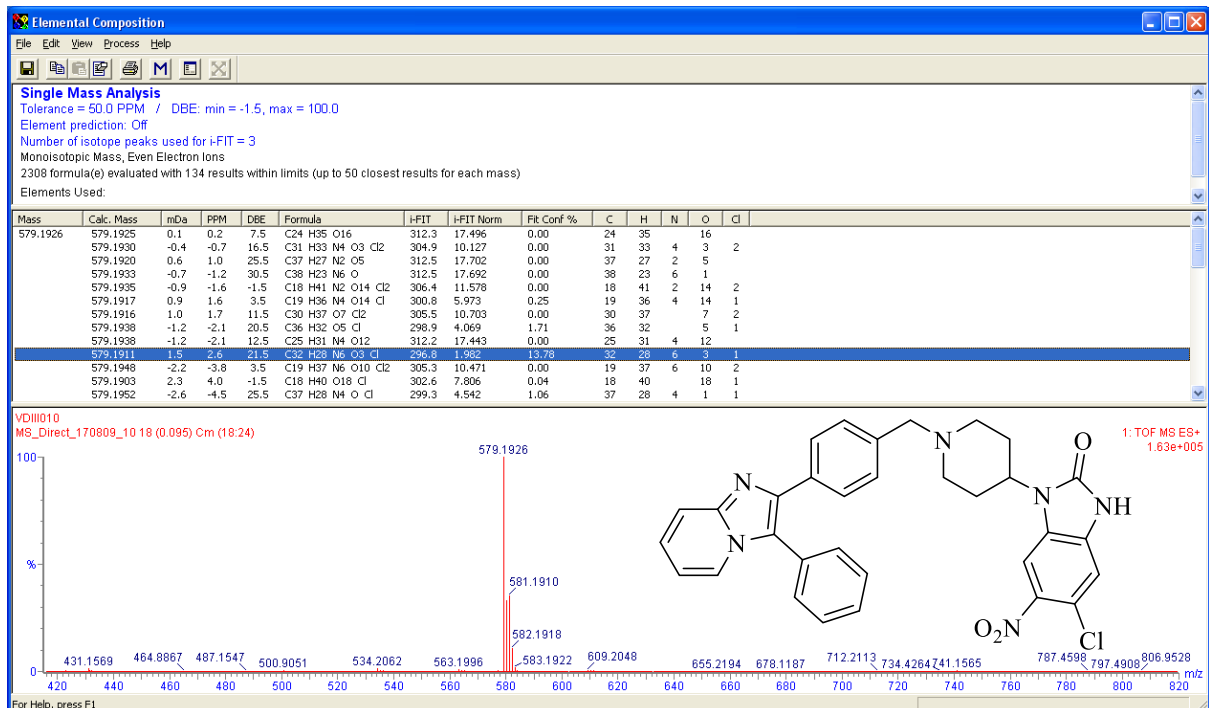 Elemental Composition
File Edit View Process Help
M
Single Mass Analysis
Tolerance = 50.0 PPM / DBE: min = -1.5, max = 100.0
Element prediction: Off
Number of isotope peaks used for i-FIT = 3
Monoisotopic Mass, Even Electron Ions
2308 formula(e) evaluated with 134 results within limits (up to 50 closest results for each mass)
Elements Used:
Mass Calc. Mass mDa PPM DBE Formula i-FIT i-FIT Norm Fit Conf % C H N O Cl
579.1926 579.1925 0.1 0.2 7.5 C24 H35 O16 312.3 17.496 0.00 24 35 16
579.1930 -0.4 -0.7 16.5 C31 H33 N4 O3 Cl2 304.9 10.127 0.00 31 33 4 3 2
579.1920 0.6 1.0 25.5 C37 H27 N2 O5 312.5 17.702 0.00 37 27 2 5
579.1933 -0.7 -1.2 30.5 C38 H23 N6 O 312.5 17.692 0.00 38 23 6 1
579.1935 -0.9 -1.6 -1.5 C18 H41 N2 O14 Cl2 306.4 11.578 0.00 18 41 2 14 2
579.1917 0.9 1.6 3.5 C19 H36 N4 O14 Cl 300.8 5.973 0.25 19 36 4 14 1
579.1916 1.0 1.7 11.5 C30 H37 O7 Cl2 305.5 10.703 0.00 30 37 7 2
579.1938 -1.2 -2.1 20.5 C36 H32 O5 Cl 298.9 4.069 1.71 36 32 5 1
579.1938 -1.2 -2.1 12.5 C25 H31 N4 O12 312.2 17.443 0.00 25 31 4 12
579.1911 1.5 2.6 21.5 C32 H28 N6 O3 Cl 296.8 1.982 13.78 32 28 6 3 1
579.1948 -2.2 -3.8 3.5 C19 H37 N6 O10 Cl2 305.3 10.471 0.00 19 37 6 10 2
579.1903 2.3 4.0 -1.5 C18 H40 O18 Cl 302.6 7.806 0.04 18 40 18 1
579.1952 -2.6 -4.5 25.5 C37 H28 N4 O Cl 299.3 4.542 1.06 37 28 4 1 1
VDIII010
MS_Direct_170809_10 18 (0.095) Cm (18:24)
1: TOF MS ES+
1.63e+005
100
%
0
579.1926
581.1910
582.1918
583.1922
431.1569 464.8867 487.1547 500.9051 534.2062 563.1996 609.2048 655.2194 678.1187 712.2113 734.4264 741.1565 787.4598 797.4908 806.9528
m/z
420 440 460 480 500 520 540 560 580 600 620 640 660 680 700 720 740 760 780 800 820
N
N
N
O
N
NH
O2N
Cl
For Help, press F1